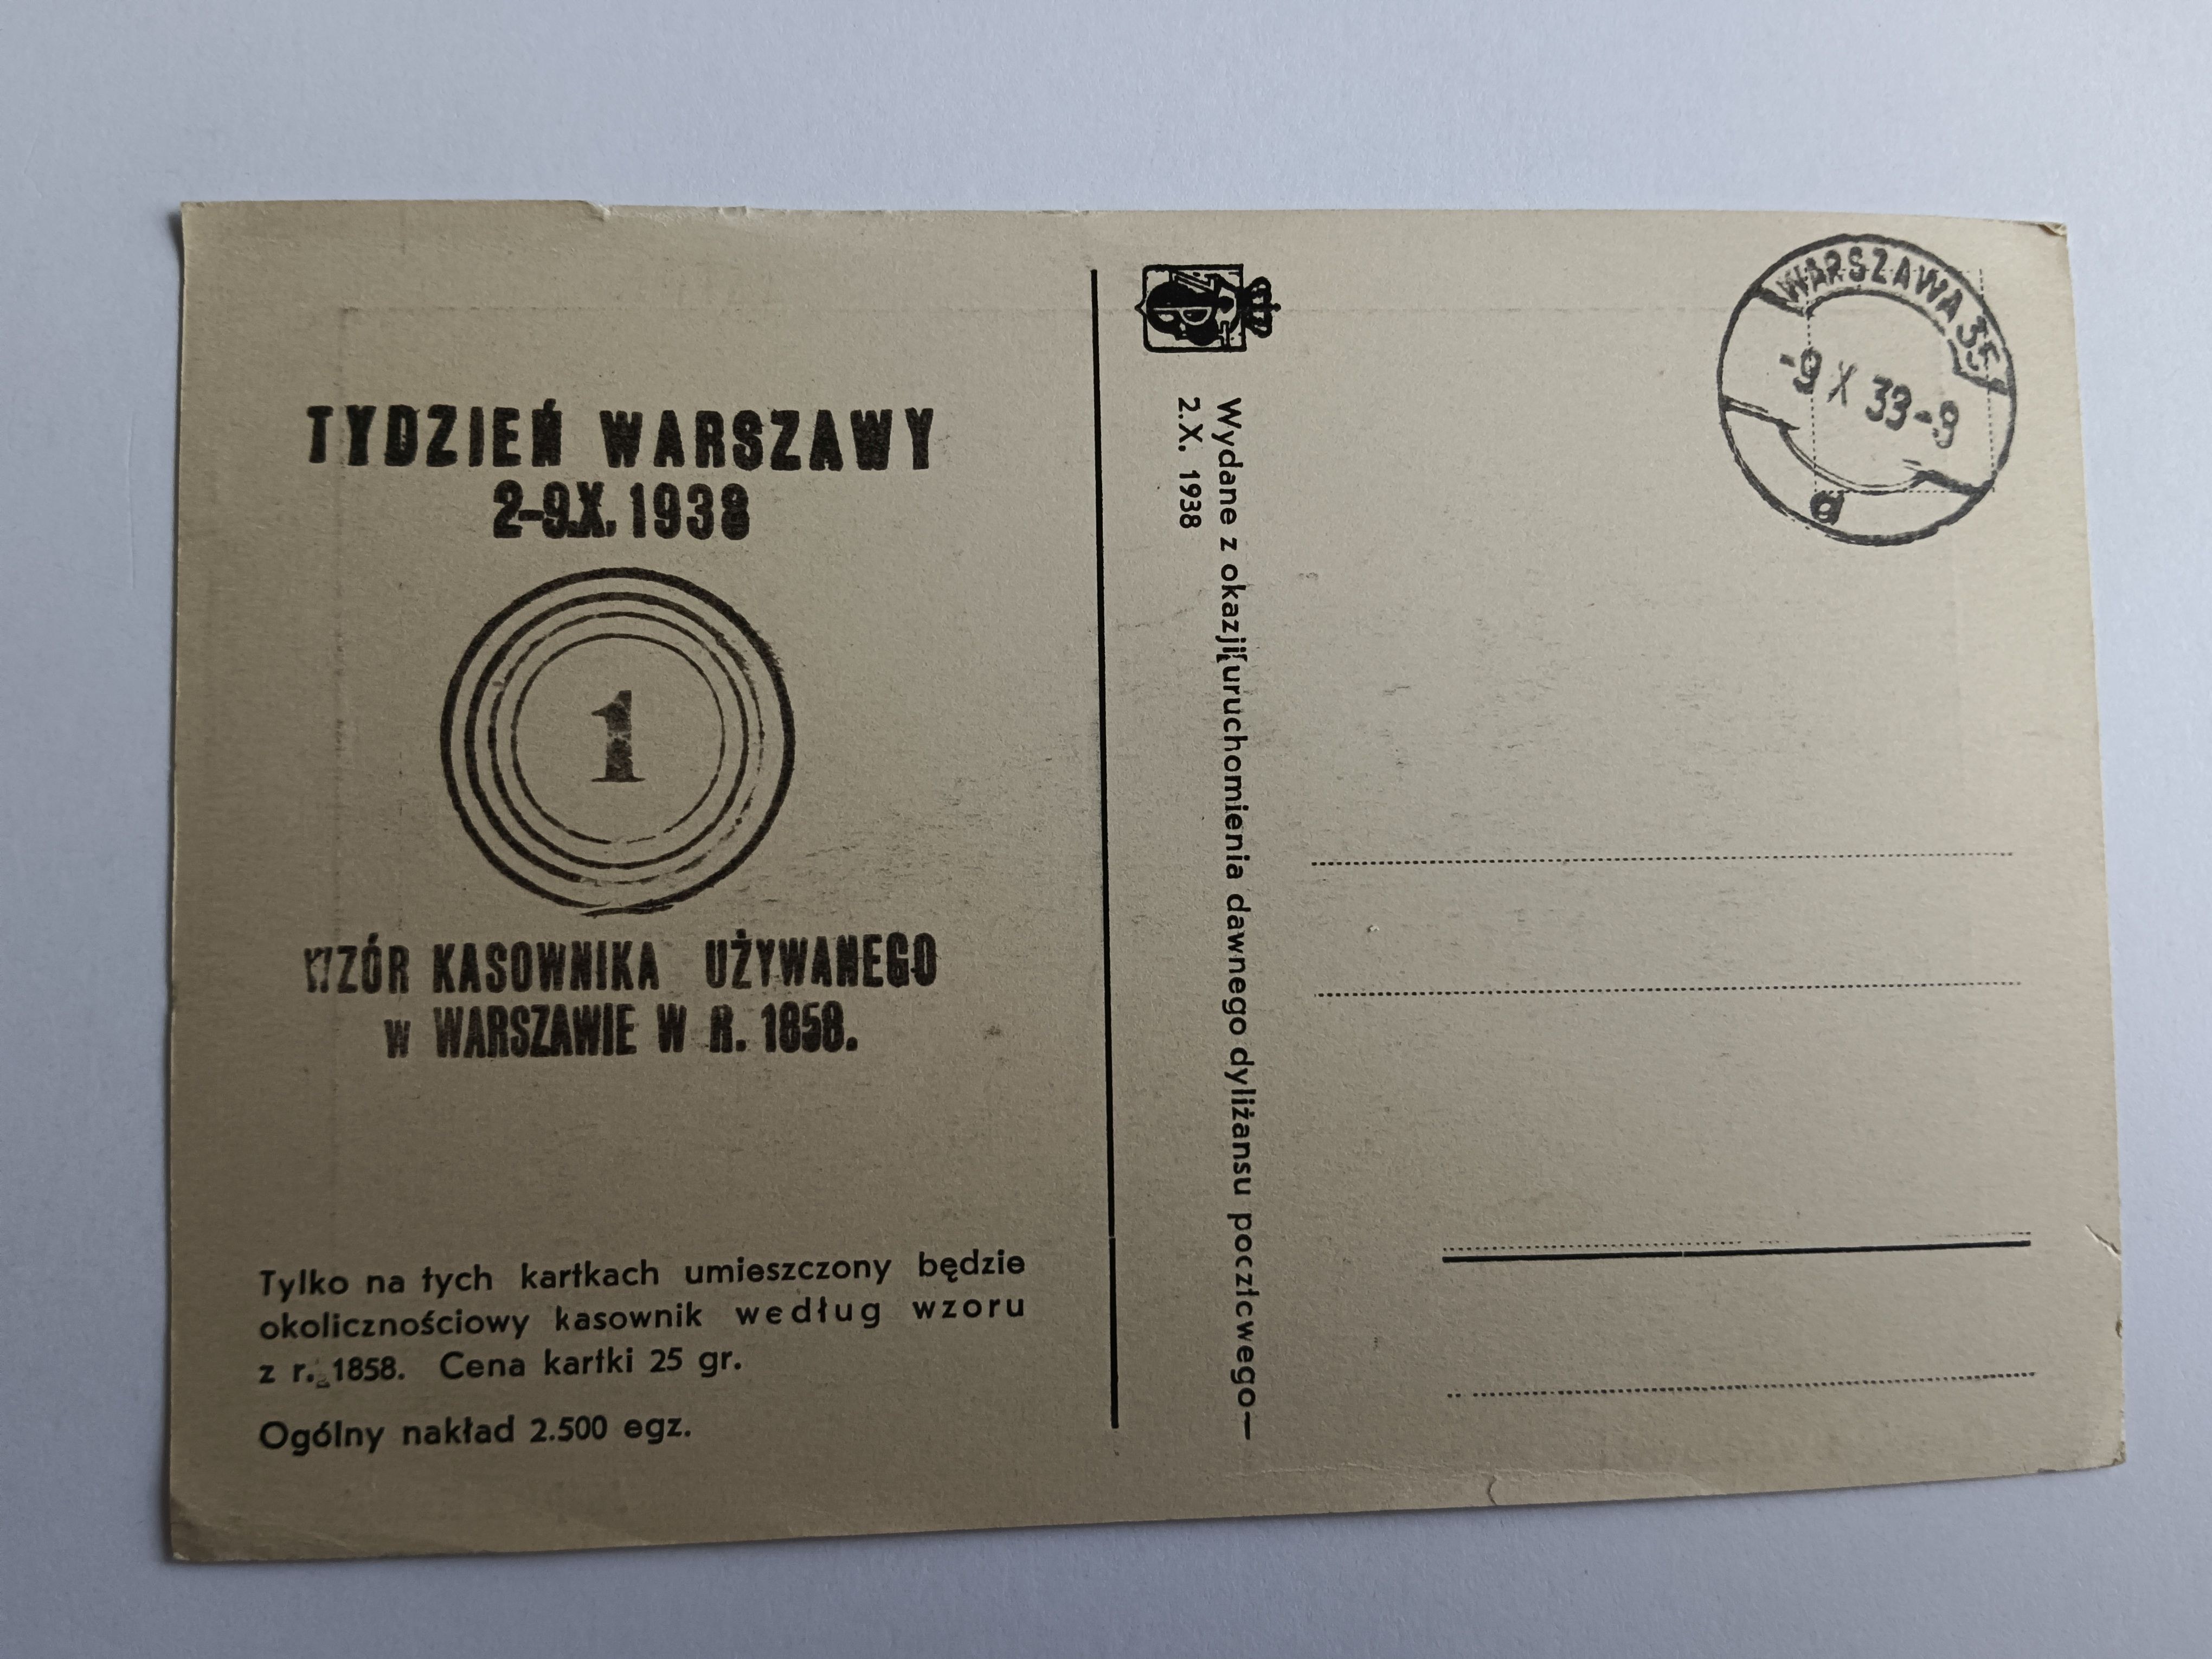 TYDZIEŃ WARSZAWY
2-9.X. 1938
1
WZÓR KASOWNIKA UŻYWANEGO
W WARSZAWIE W R. 1858.
Tylko na tych kartkach umieszczony będzie
okolicznościowy kasownik według wzoru
z r. 1858. Cena kartki 25 gr.
Ogólny nakład 2.500 egz.
Wydane z okazji uruchomienia dawnego dyliżansu pocztcwego—
2.X. 1938
WARSZAWA 35
-9 X 33-9
a